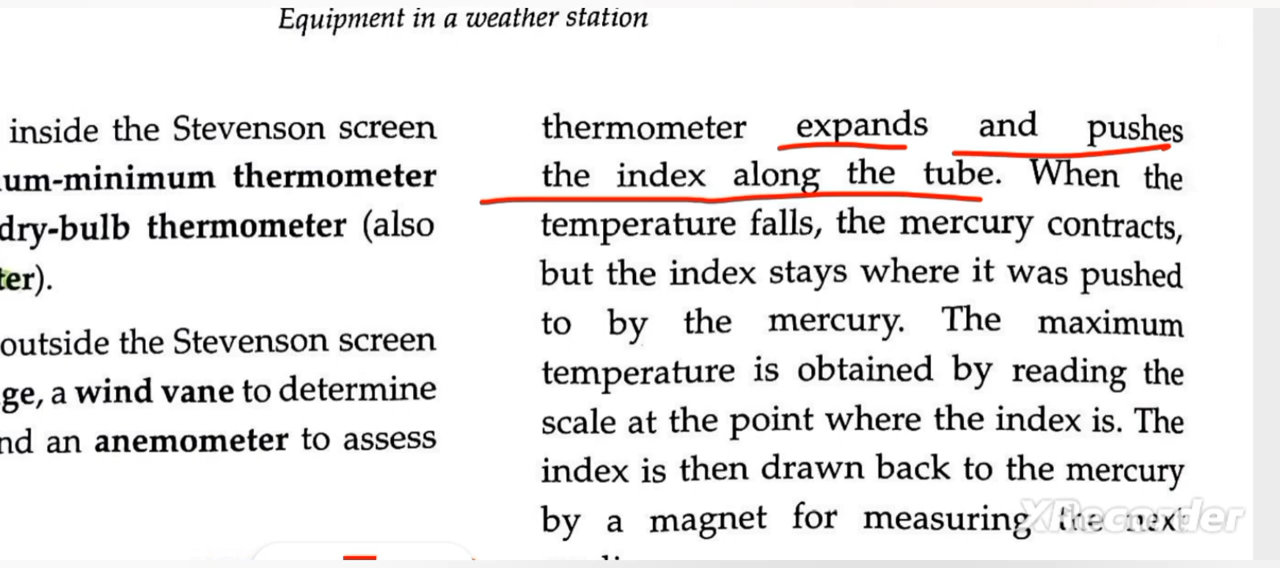 Equipment in a weather station
inside the Stevenson screen
um-minimum thermometer
dry-bulb thermometer (also
ter).
outside the Stevenson screen
ge, a wind vane to determine
nd an anemometer to assess
thermometer expands and pushes
the index along the tube. When the
temperature falls, the mercury contracts,
but the index stays where it was pushed
to by the mercury. The maximum
temperature is obtained by reading the
scale at the point where the index is. The
index is then drawn back to the mercury
by a magnet for measuring the next
XRecorder